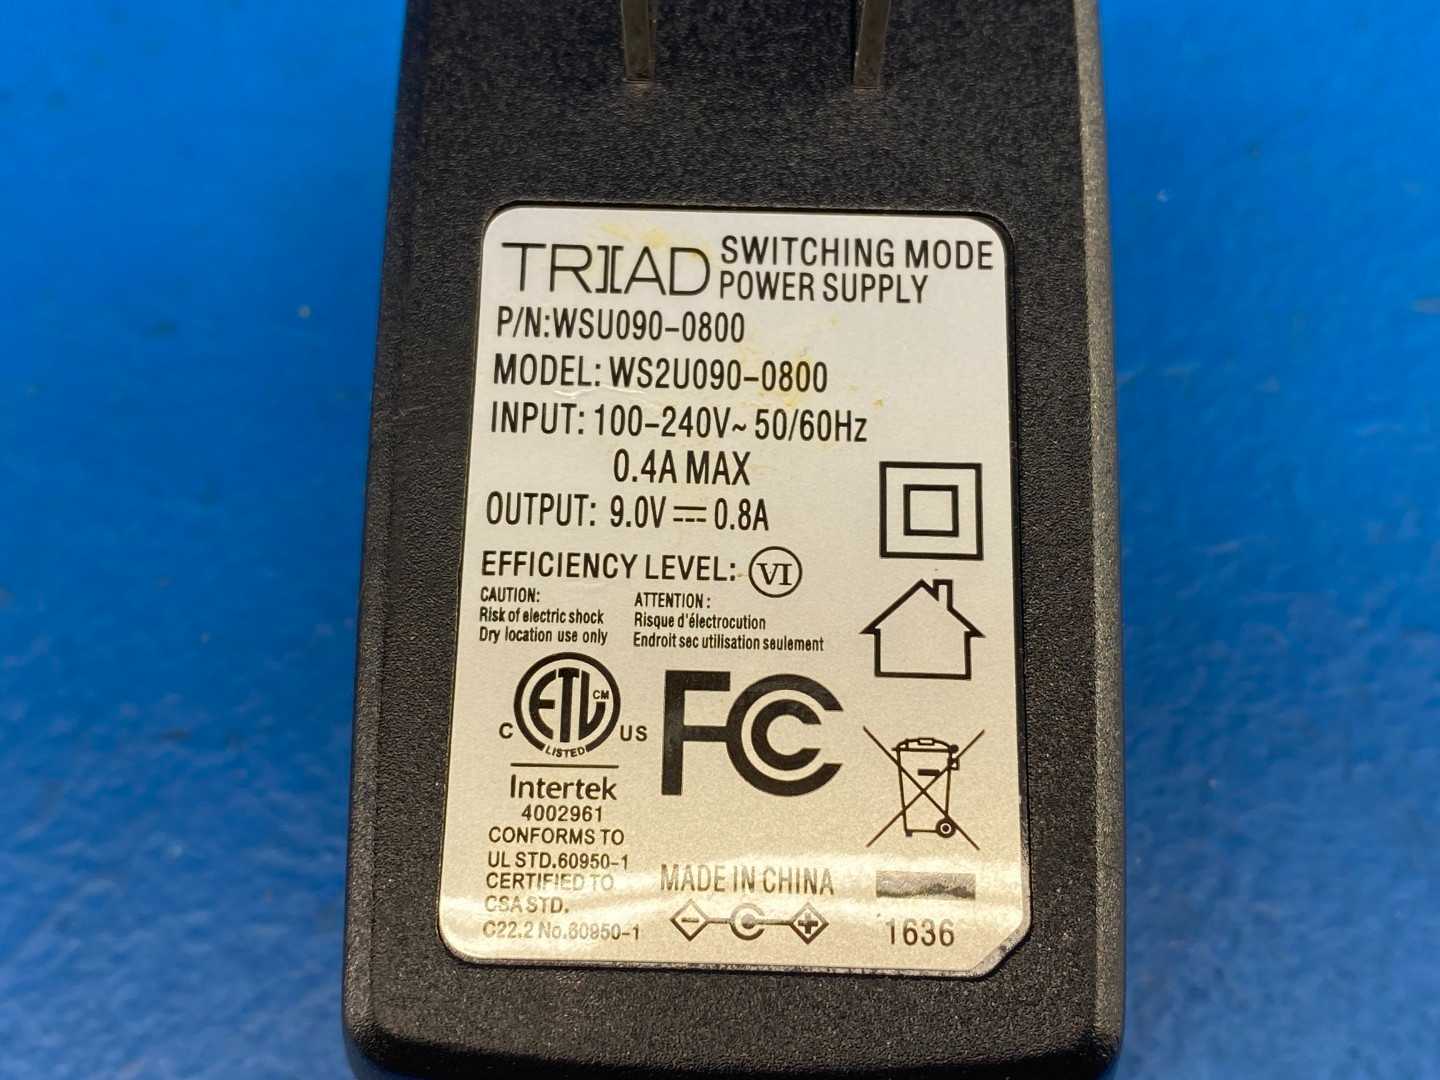 TRIAD SWITCHING MODE
POWER SUPPLY
P/N:WSU090-0800
MODEL: WS2U090-0800
INPUT: 100-240V~ 50/60Hz
0.4A MAX
OUTPUT: 9.0V ⎓ 0.8A
EFFICIENCY LEVEL: VI
CAUTION:
Risk of electric shock
Dry location use only
ATTENTION :
Risque d'électrocution
Endroit sec utilisation seulement
ETL CM
LISTED
C US
Intertek
4002961
CONFORMS TO
UL STD.60950-1
CERTIFIED TO
CSA STD.
C22.2 No.60950-1
FC
MADE IN CHINA
- +
1636